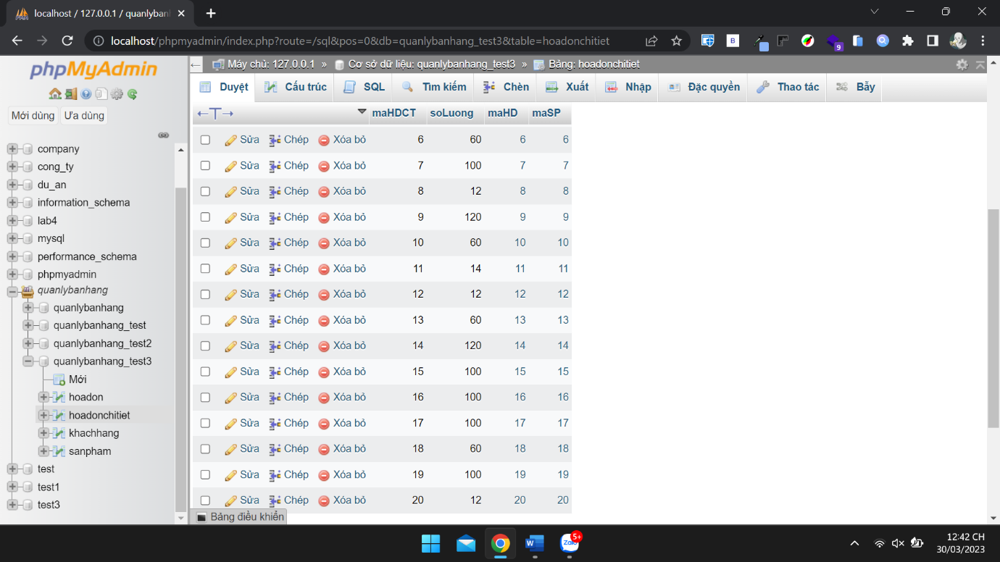 localhost / 127.0.0.1 / quanlybanl
localhost/phpmyadmin/index.php?route=/sql&pos=0&db=quanlybanhang_test3&table=hoadonchitiet
B
9
phpMyAdmin
Mới dùng Ưa dùng
company
cong_ty
du_an
information_schema
lab4
mysql
performance_schema
phpmyadmin
quanlybanhang
quanlybanhang
quanlybanhang_test
quanlybanhang_test2
quanlybanhang_test3
Mới
hoadon
hoadonchitiet
khachhang
sanpham
test
test1
test3
Máy chủ: 127.0.0.1 » Cơ sở dữ liệu: quanlybanhang_test3 » Bảng: hoadonchitiet
Duyệt Cấu trúc SQL Tìm kiếm Chèn Xuất Nhập Đặc quyền Thao tác Bẫy
←T→ maHDCT soLuong maHD maSP
Sửa Chép Xóa bỏ 6 60 6 6
Sửa Chép Xóa bỏ 7 100 7 7
Sửa Chép Xóa bỏ 8 12 8 8
Sửa Chép Xóa bỏ 9 120 9 9
Sửa Chép Xóa bỏ 10 60 10 10
Sửa Chép Xóa bỏ 11 14 11 11
Sửa Chép Xóa bỏ 12 12 12 12
Sửa Chép Xóa bỏ 13 60 13 13
Sửa Chép Xóa bỏ 14 120 14 14
Sửa Chép Xóa bỏ 15 100 15 15
Sửa Chép Xóa bỏ 16 100 16 16
Sửa Chép Xóa bỏ 17 100 17 17
Sửa Chép Xóa bỏ 18 60 18 18
Sửa Chép Xóa bỏ 19 100 19 19
Sửa Chép Xóa bỏ 20 12 20 20
Bảng điều khiển
W
Zalo
5+
12:42 CH
30/03/2023